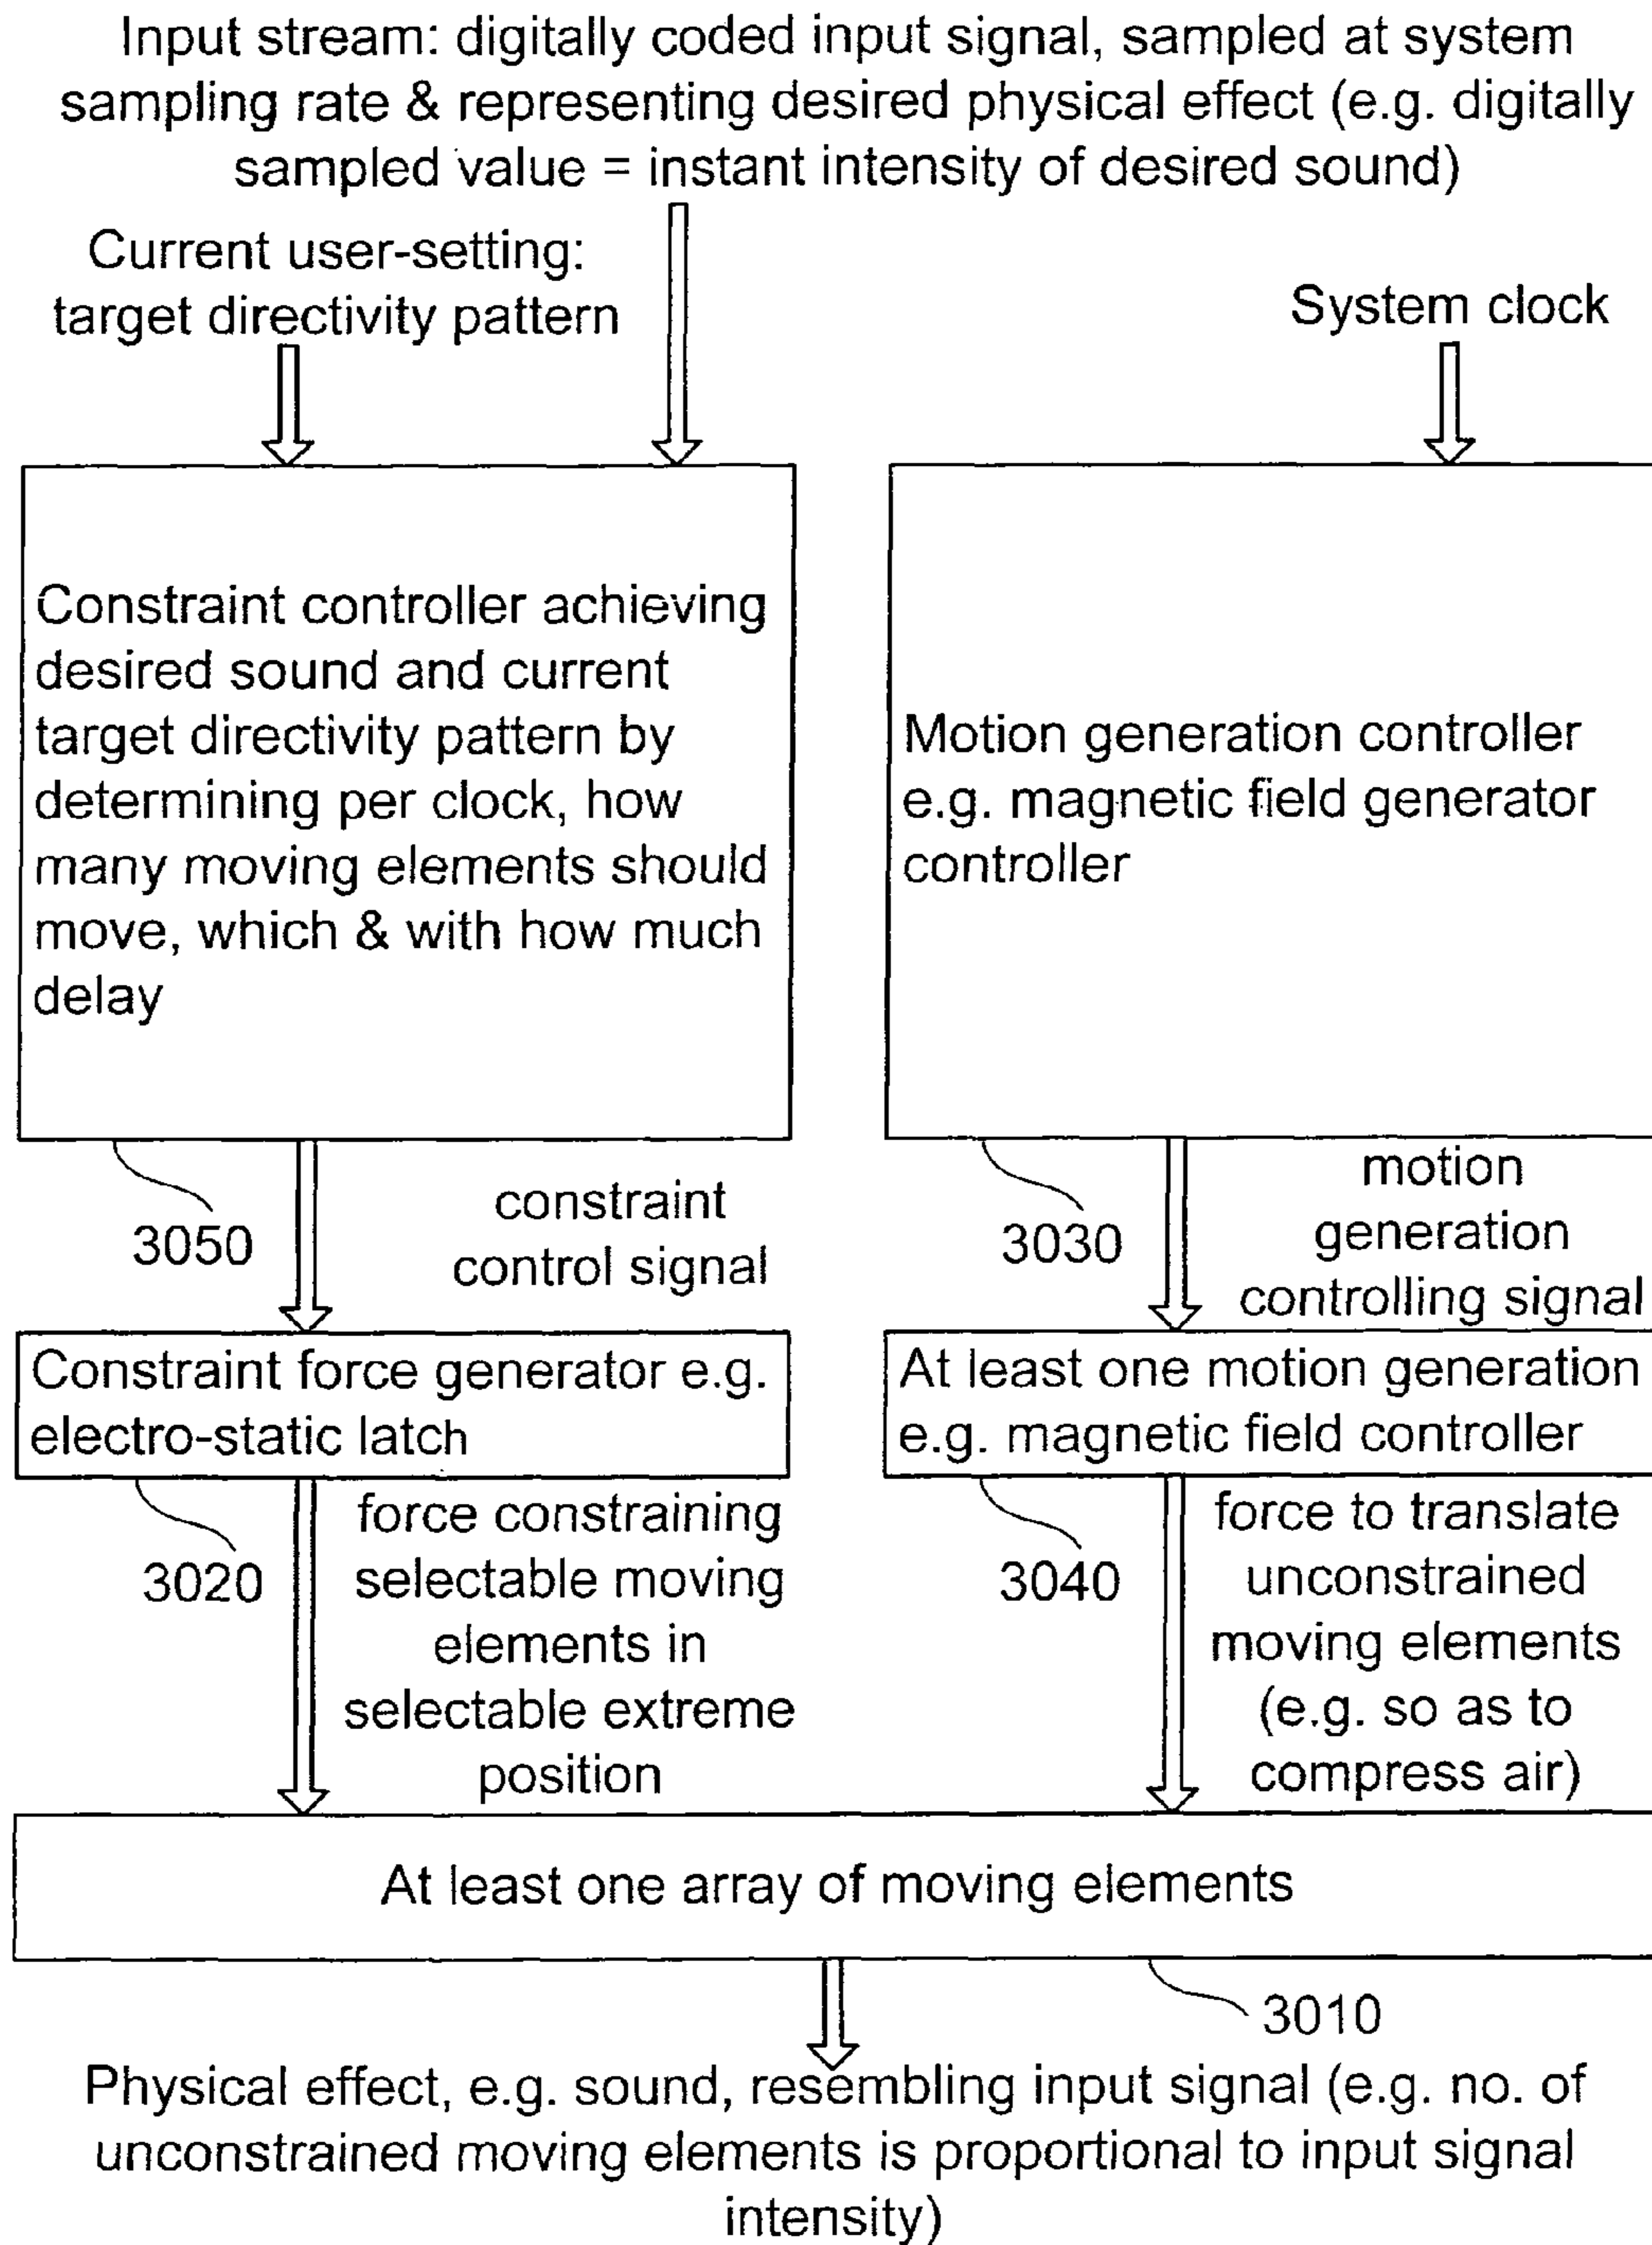 Input stream: digitally coded input signal, sampled at system
sampling rate & representing desired physical effect (e.g. digitally
sampled value = instant intensity of desired sound)
Current user-setting:
target directivity pattern
System clock
Constraint controller achieving
desired sound and current
target directivity pattern by
determining per clock, how
many moving elements should
move, which & with how much
delay
Motion generation controller
e.g. magnetic field generator
controller
3050
constraint
control signal
3030
motion
generation
controlling signal
Constraint force generator e.g.
electro-static latch
At least one motion generation
e.g. magnetic field controller
3020
force constraining
selectable moving
elements in
selectable extreme
position
3040
force to translate
unconstrained
moving elements
(e.g. so as to
compress air)
At least one array of moving elements
3010
Physical effect, e.g. sound, resembling input signal (e.g. no. of
unconstrained moving elements is proportional to input signal
intensity)